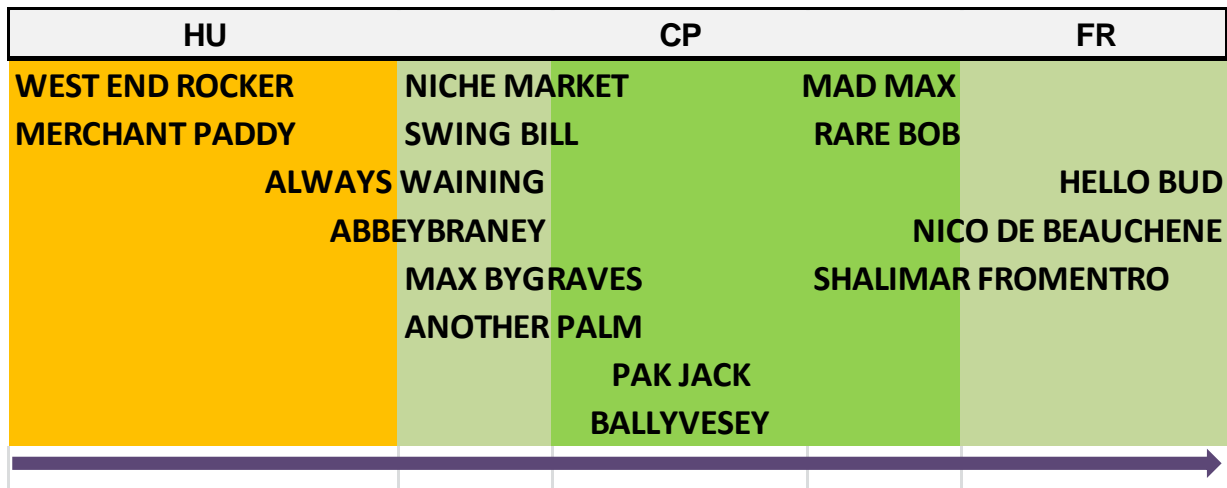 HU CP FR
WEST END ROCKER NICHE MARKET MAD MAX
MERCHANT PADDY SWING BILL RARE BOB
ALWAYS WAINING HELLO BUD
ABBEYBRANEY NICO DE BEAUCHENE
MAX BYGRAVES SHALIMAR FROMENTRO
ANOTHER PALM
PAK JACK
BALLYVESEY